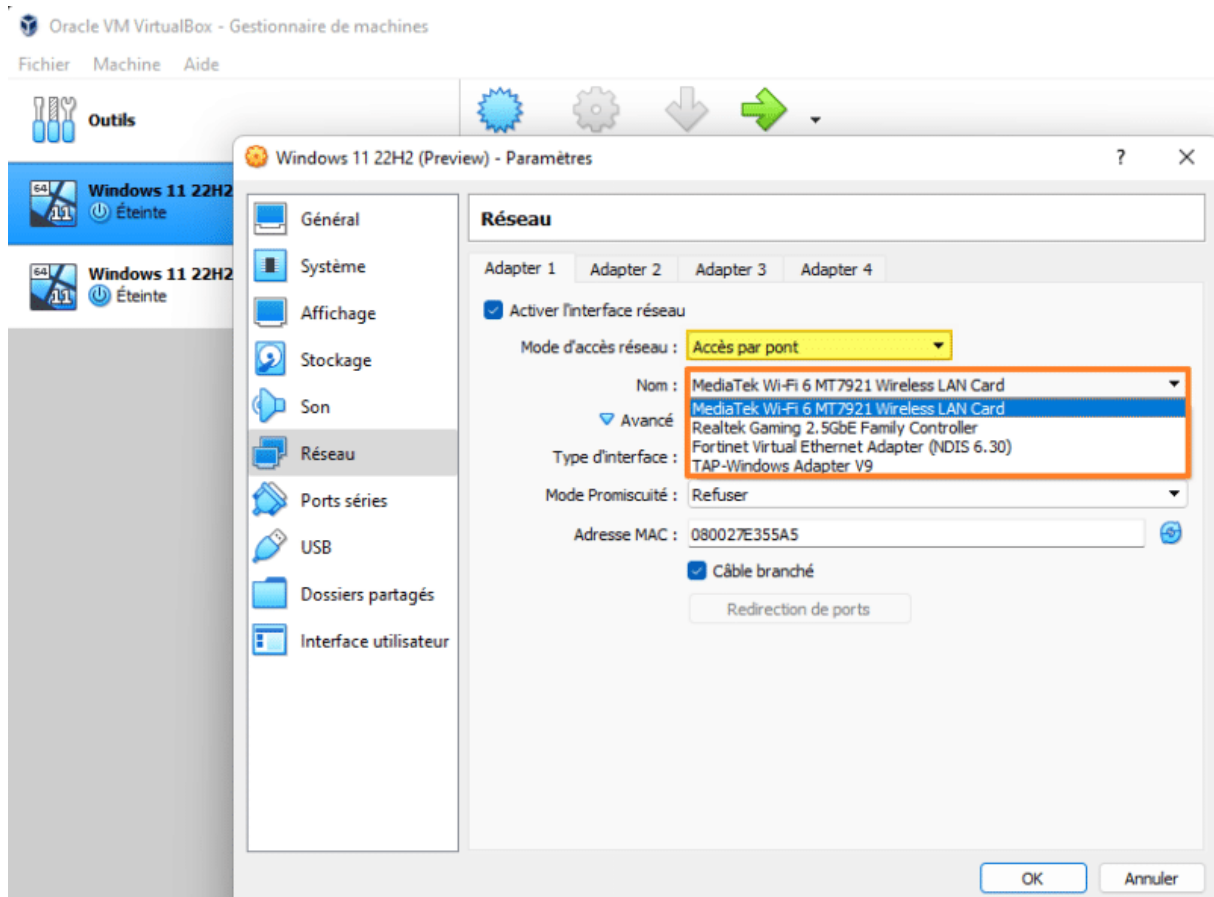 Oracle VM VirtualBox - Gestionnaire de machines
Fichier Machine Aide
Outils
Windows 11 22H2 (Preview) - Paramètres
? ×
64
11
Windows 11 22H2
Éteinte
64
11
Windows 11 22H2
Éteinte
Général
Système
Affichage
Stockage
Son
Réseau
Ports séries
USB
Dossiers partagés
Interface utilisateur
Réseau
Adapter 1 Adapter 2 Adapter 3 Adapter 4
Activer l'interface réseau
Mode d'accès réseau : Accès par pont
Nom : MediaTek Wi-Fi 6 MT7921 Wireless LAN Card
MediaTek Wi-Fi 6 MT7921 Wireless LAN Card
Avancé
Realtek Gaming 2.5GbE Family Controller
Fortinet Virtual Ethernet Adapter (NDIS 6.30)
Type d'interface :
TAP-Windows Adapter V9
Mode Promiscuité : Refuser
Adresse MAC : 080027E355A5
Câble branché
Redirection de ports
OK Annuler